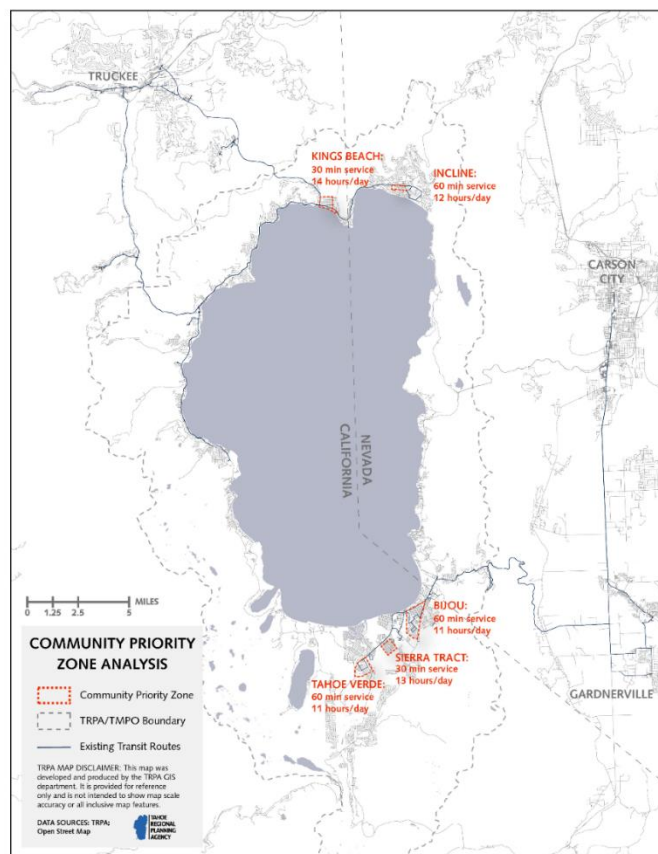 TRUCKEE
KINGS BEACH:
30 min service
14 hours/day
INCLINE:
60 min service
12 hours/day
CARSON
CITY
NEVADA
CALIFORNIA
MILES
0 1.25 2.5 5
BIJOU:
60 min service
11 hours/day
SIERRA TRACT:
30 min service
13 hours/day
TAHOE VERDE:
60 min service
11 hours/day
GARDNERVILLE
COMMUNITY PRIORITY
ZONE ANALYSIS
Community Priority Zone
TRPA/TMPO Boundary
Existing Transit Routes
TRPA MAP DISCLAIMER: This map was
developed and produced by the TRPA GIS
department. It is provided for reference
only and is not intended to show map scale
accuracy or all inclusive map features.
DATA SOURCES: TRPA;
Open Street Map
TAHOE
REGIONAL
PLANNING
AGENCY